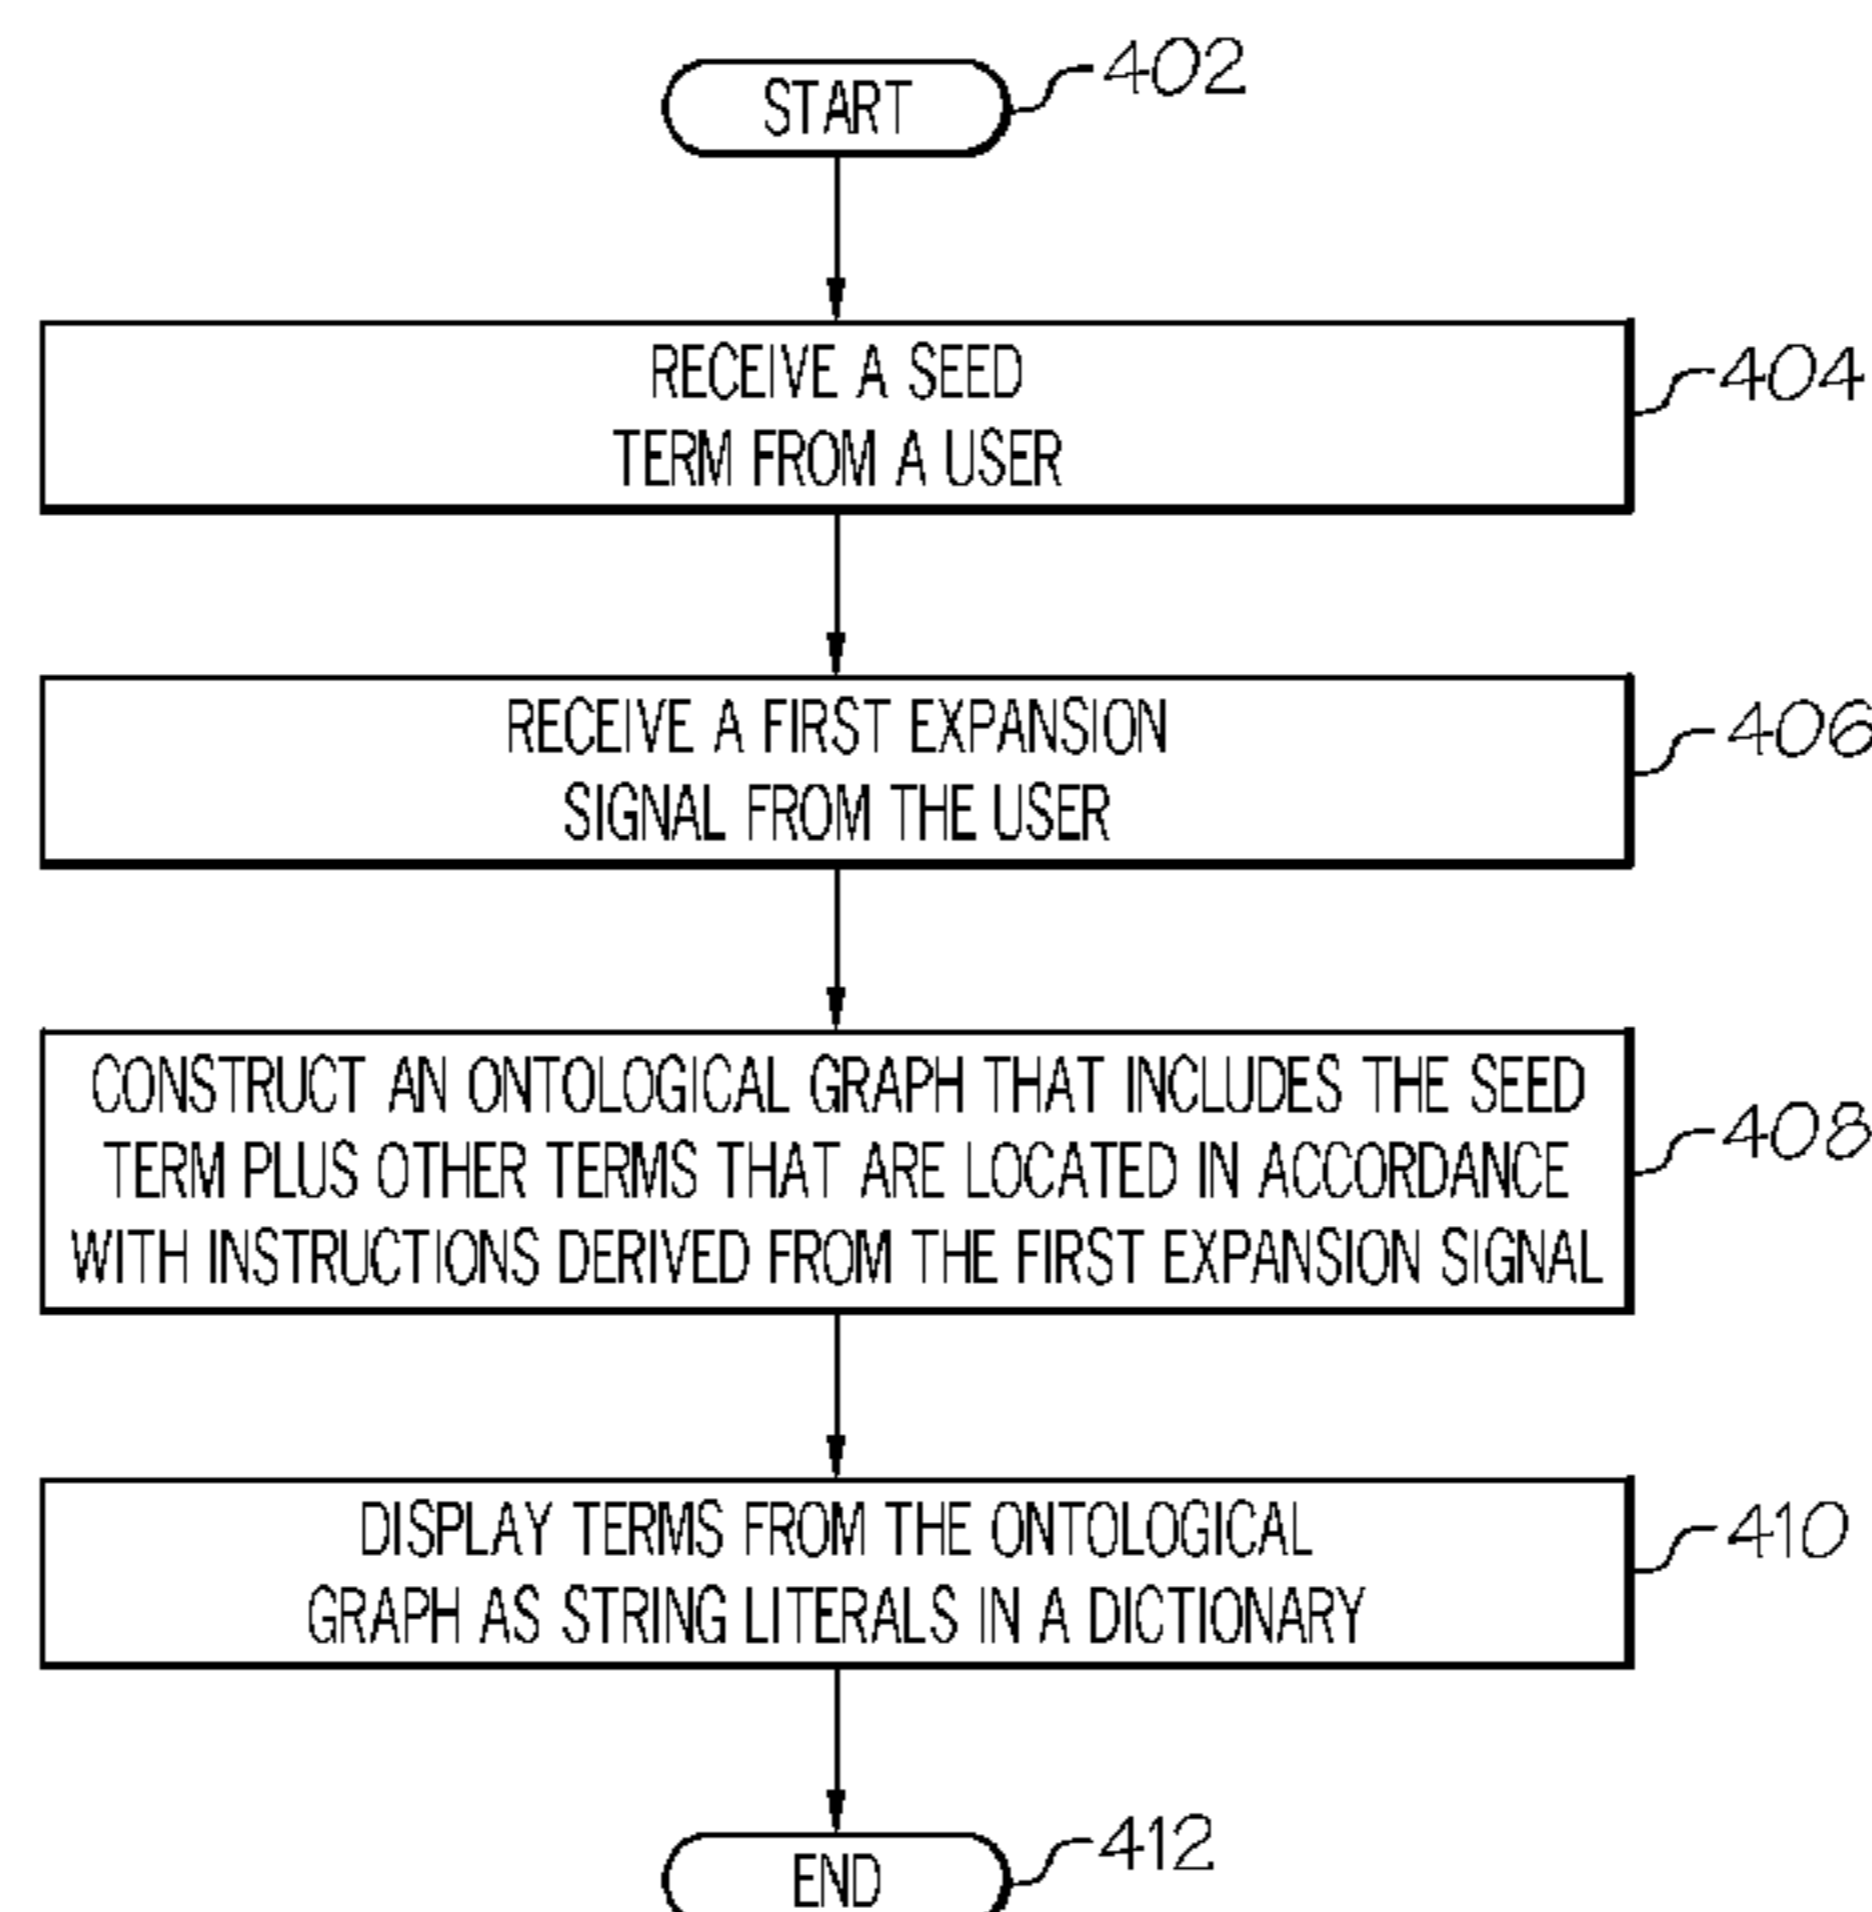 START
402
RECEIVE A SEED
TERM FROM A USER
404
RECEIVE A FIRST EXPANSION
SIGNAL FROM THE USER
406
CONSTRUCT AN ONTOLOGICAL GRAPH THAT INCLUDES THE SEED
TERM PLUS OTHER TERMS THAT ARE LOCATED IN ACCORDANCE
WITH INSTRUCTIONS DERIVED FROM THE FIRST EXPANSION SIGNAL
408
DISPLAY TERMS FROM THE ONTOLOGICAL
GRAPH AS STRING LITERALS IN A DICTIONARY
410
END
412